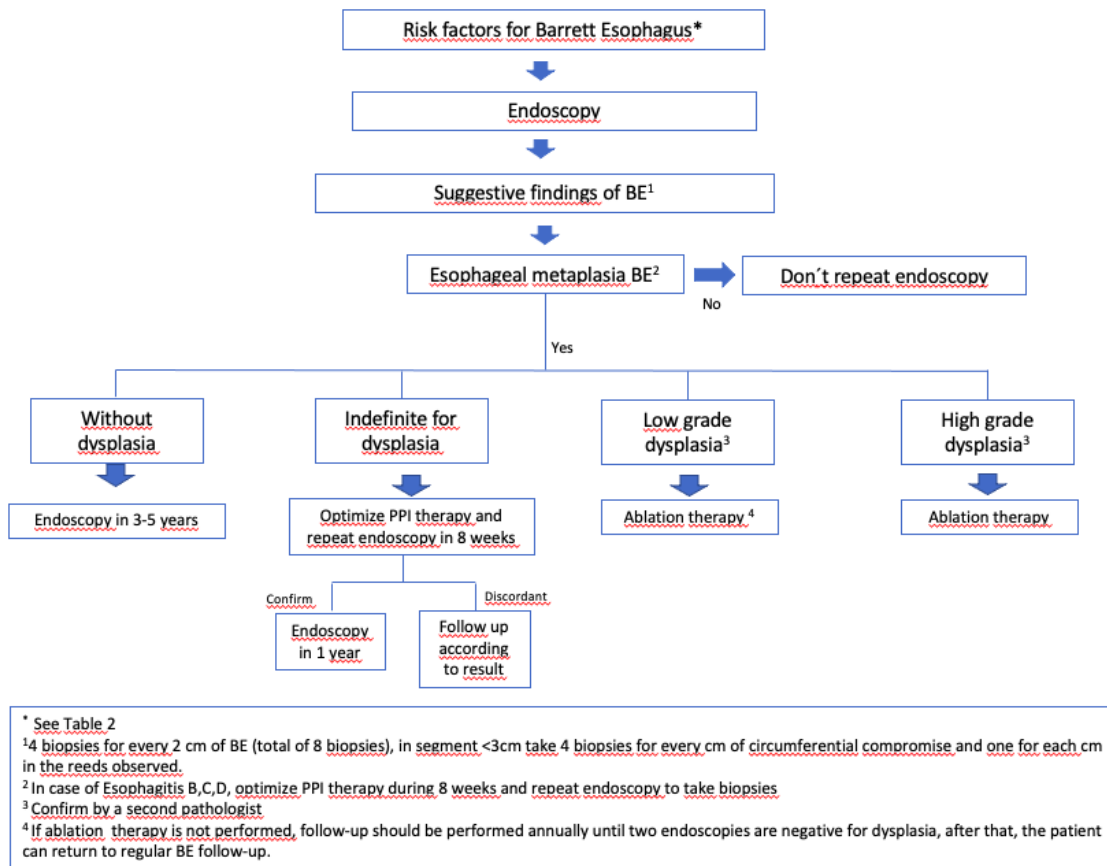 Risk factors for Barrett Esophagus*
Endoscopy
Suggestive findings of BE¹
Esophageal metaplasia BE²
Don´t repeat endoscopy
No
Yes
Without
dysplasia
Indefinite for
dysplasia
Low grade
dysplasia³
High grade
dysplasia³
Endoscopy in 3-5 years
Optimize PPI therapy and
repeat endoscopy in 8 weeks
Ablation therapy ⁴
Ablation therapy
Confirm
Discordant
Endoscopy
in 1 year
Follow up
according
to result
* See Table 2
¹4 biopsies for every 2 cm of BE (total of 8 biopsies), in segment <3cm take 4 biopsies for every cm of circumferential compromise and one for each cm
in the reeds observed.
² In case of Esophagitis B,C,D, optimize PPI therapy during 8 weeks and repeat endoscopy to take biopsies
³ Confirm by a second pathologist
⁴ If ablation therapy is not performed, follow-up should be performed annually until two endoscopies are negative for dysplasia, after that, the patient
can return to regular BE follow-up.